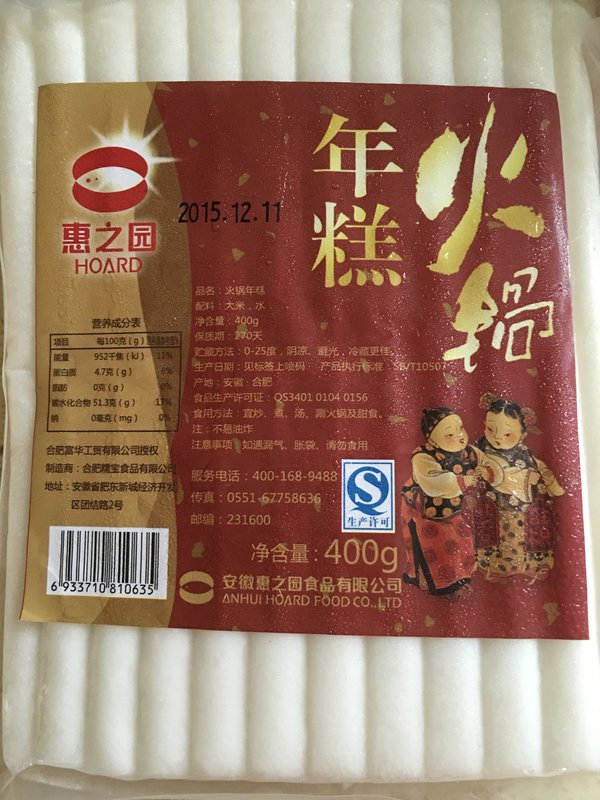 火锅
年糕
惠之园
HOARD
2015.12.11
品名：火锅年糕
配料：大米，水
净含量：400g
保质期：270天
贮藏方法：0-25度，阴凉、避光，冷藏更佳。
生产日期：见标签上喷码； 产品执行标准：SB/T10507
产地：安徽·合肥
食品生产许可证：QS3401 0104 0156
食用方法：宜炒、煮、汤、涮火锅及甜食。
注：不易油炸
注意事项：如遇漏气、胀袋、请勿食用
营养成分表
项目 每100克(g)
能量 952千焦(kJ) 11%
蛋白质 4.7克(g) 8%
脂肪 0克(g) 0%
碳水化合物 51.3克(g) 17%
钠 0毫克(mg) 0%
合肥富华工贸有限公司授权
制造商：合肥糯宝食品有限公司
地址：安徽省肥东新城经济开发
区团结路2号
服务电话：400-168-9488
传真：0551-67758636
邮编：231600
生产许可
净含量：400g
安徽惠之园食品有限公司
ANHUI HOARD FOOD CO., LTD
6 933710 810635